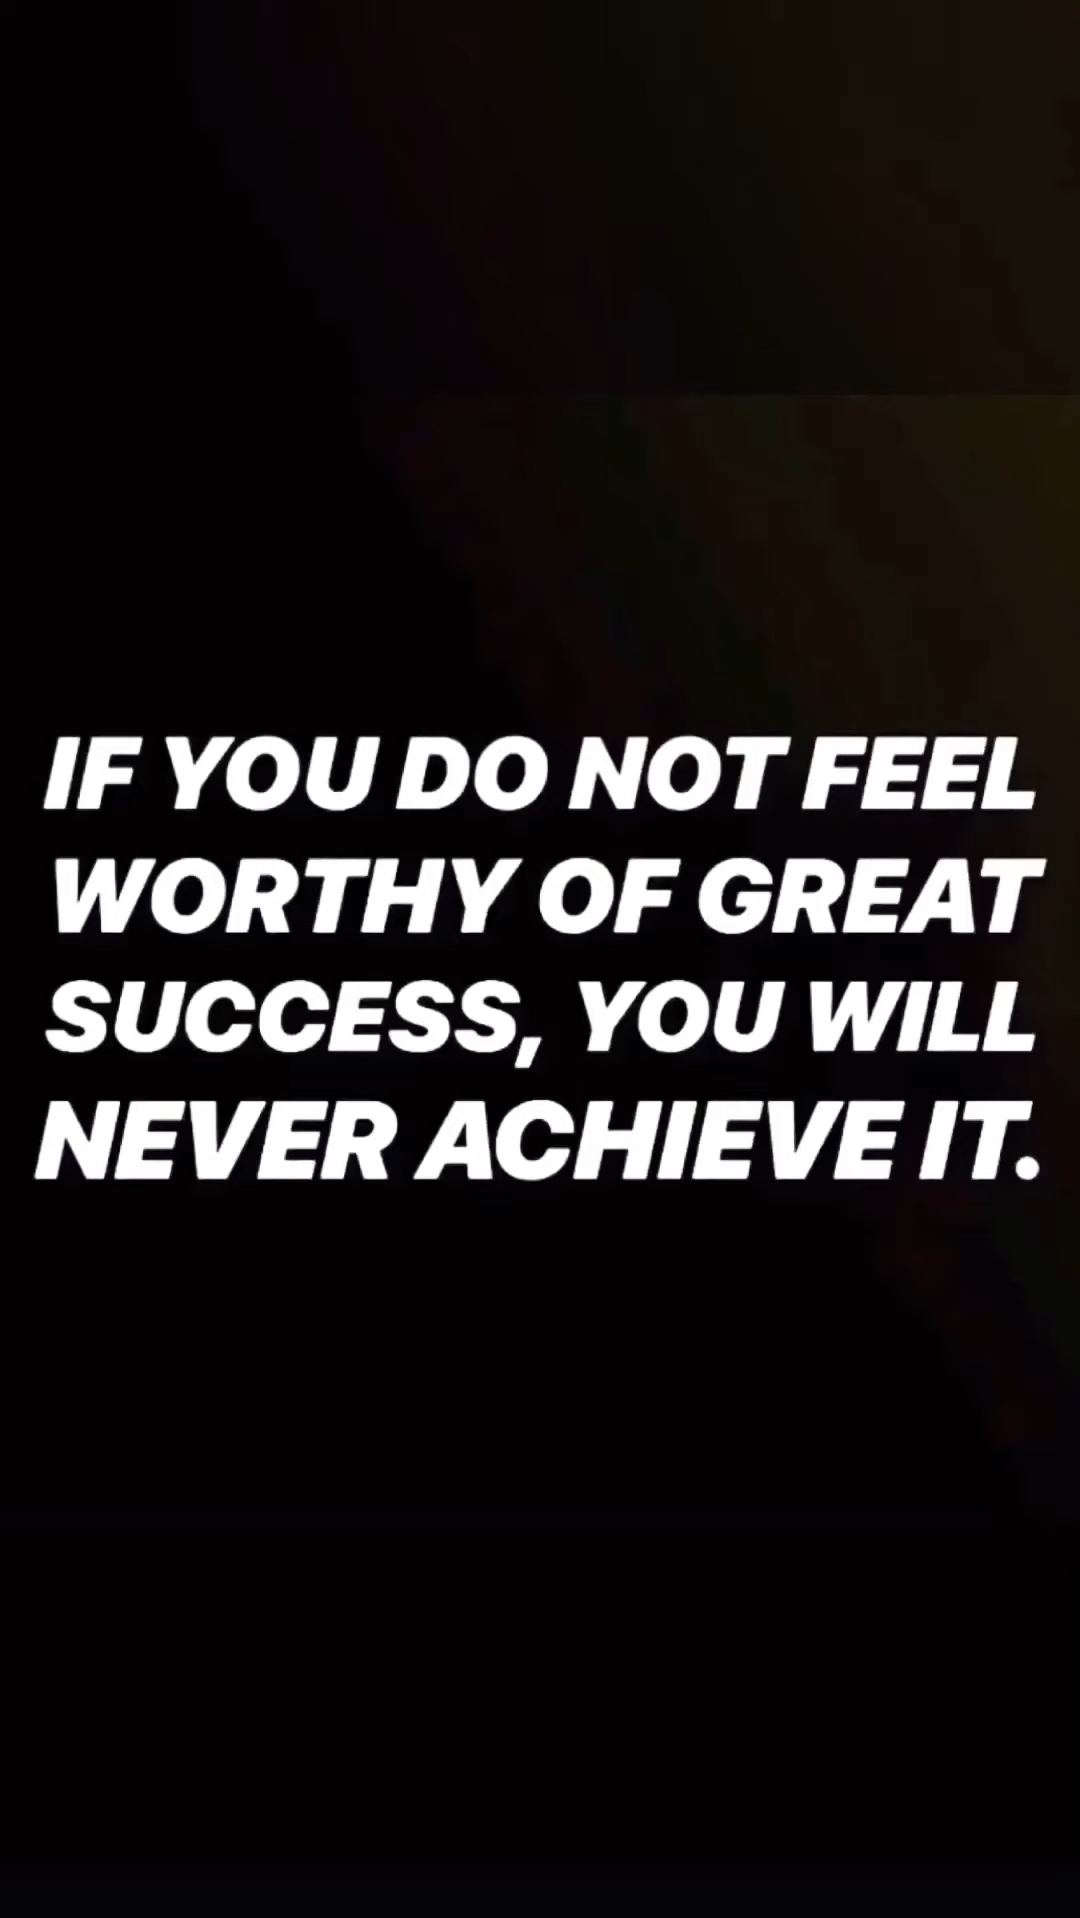 IF YOU DO NOT FEEL
WORTHY OF GREAT
SUCCESS, YOU WILL
NEVER ACHIEVE IT.